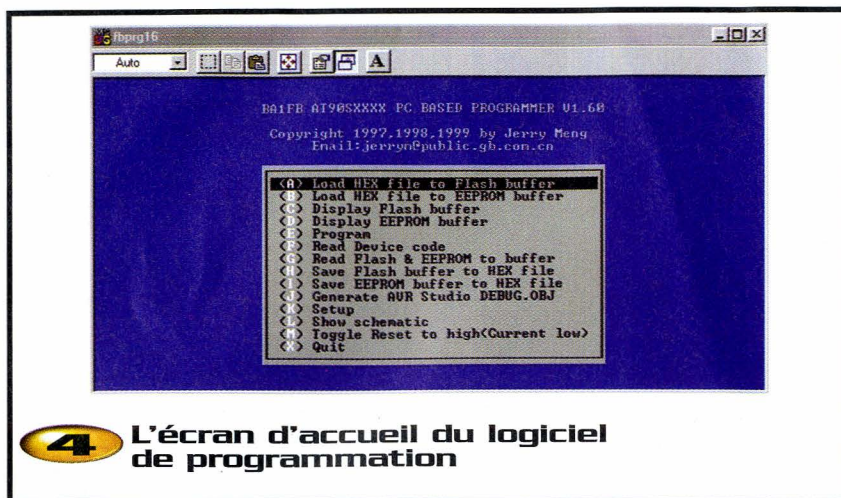 fbprg16
Auto
A
BA1FB AT90SXXXX PC BASED PROGRAMMER V1.60
Copyright 1997,1998,1999 by Jerry Meng
Email:jerrym@public.gb.com.cn
<A> Load HEX file to Flash buffer
<B> Load HEX file to EEPROM buffer
<C> Display Flash buffer
<D> Display EEPROM buffer
<E> Program
<F> Read Device code
<G> Read Flash & EEPROM to buffer
<H> Save Flash buffer to HEX file
<I> Save EEPROM buffer to HEX file
<J> Generate AVR Studio DEBUG.OBJ
<K> Setup
<L> Show schematic
<M> Toggle Reset to high<Current low>
<X> Quit
4 L'écran d'accueil du logiciel
de programmation